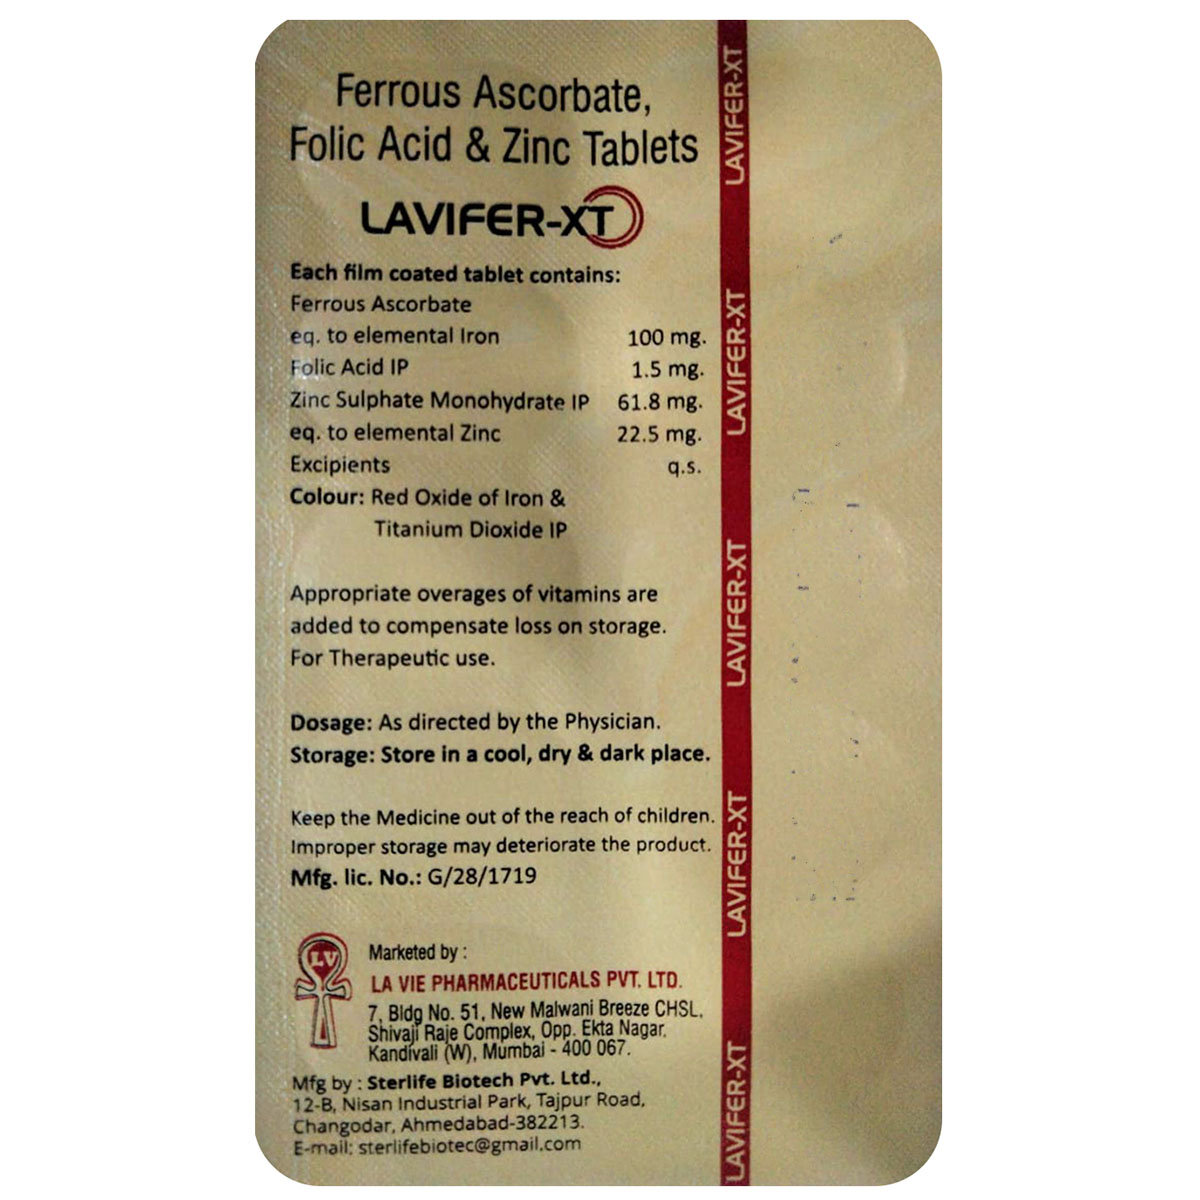 Ferrous Ascorbate,
Folic Acid & Zinc Tablets
LAVIFER-XT
Each film coated tablet contains:
Ferrous Ascorbate
eq. to elemental Iron 100 mg.
Folic Acid IP 1.5 mg.
Zinc Sulphate Monohydrate IP 61.8 mg.
eq. to elemental Zinc 22.5 mg.
Excipients q.s.
Colour: Red Oxide of Iron &
Titanium Dioxide IP
Appropriate overages of vitamins are
added to compensate loss on storage.
For Therapeutic use.
Dosage: As directed by the Physician.
Storage: Store in a cool, dry & dark place.
Keep the Medicine out of the reach of children.
Improper storage may deteriorate the product.
Mfg. lic. No.: G/28/1719
LV
Marketed by :
LA VIE PHARMACEUTICALS PVT. LTD.
7, Bldg No. 51, New Malwani Breeze CHSL,
Shivaji Raje Complex, Opp. Ekta Nagar,
Kandivali (W), Mumbai - 400 067.
Mfg by : Sterlife Biotech Pvt. Ltd.,
12-B, Nisan Industrial Park, Tajpur Road,
Changodar, Ahmedabad-382213.
E-mail: sterlifebiotec@gmail.com
LAVIFER-XT
LAVIFER-XT
LAVIFER-XT
LAVIFER-XT
LAVIFER-XT